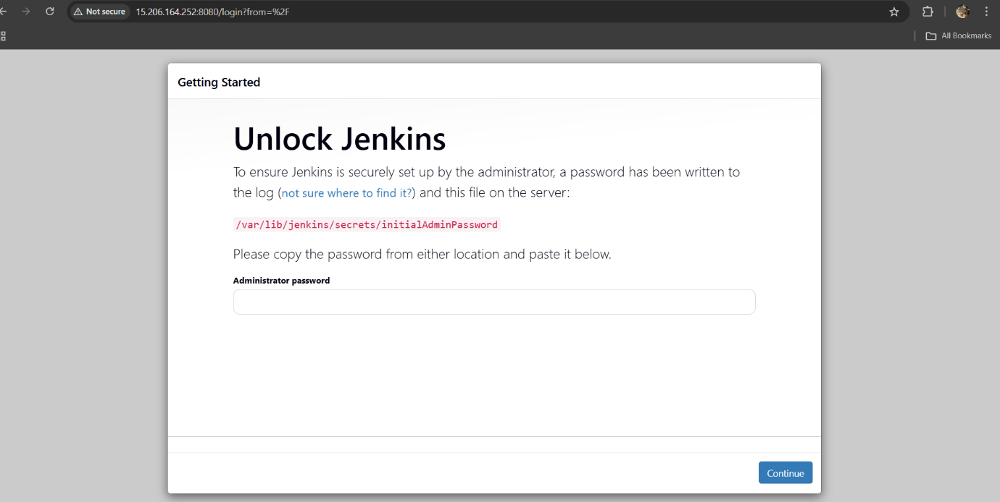 Not secure
15.206.164.252:8080/login?from=%2F
All Bookmarks
Getting Started
Unlock Jenkins
To ensure Jenkins is securely set up by the administrator, a password has been written to
the log (not sure where to find it?) and this file on the server:
/var/lib/jenkins/secrets/initialAdminPassword
Please copy the password from either location and paste it below.
Administrator password
Continue